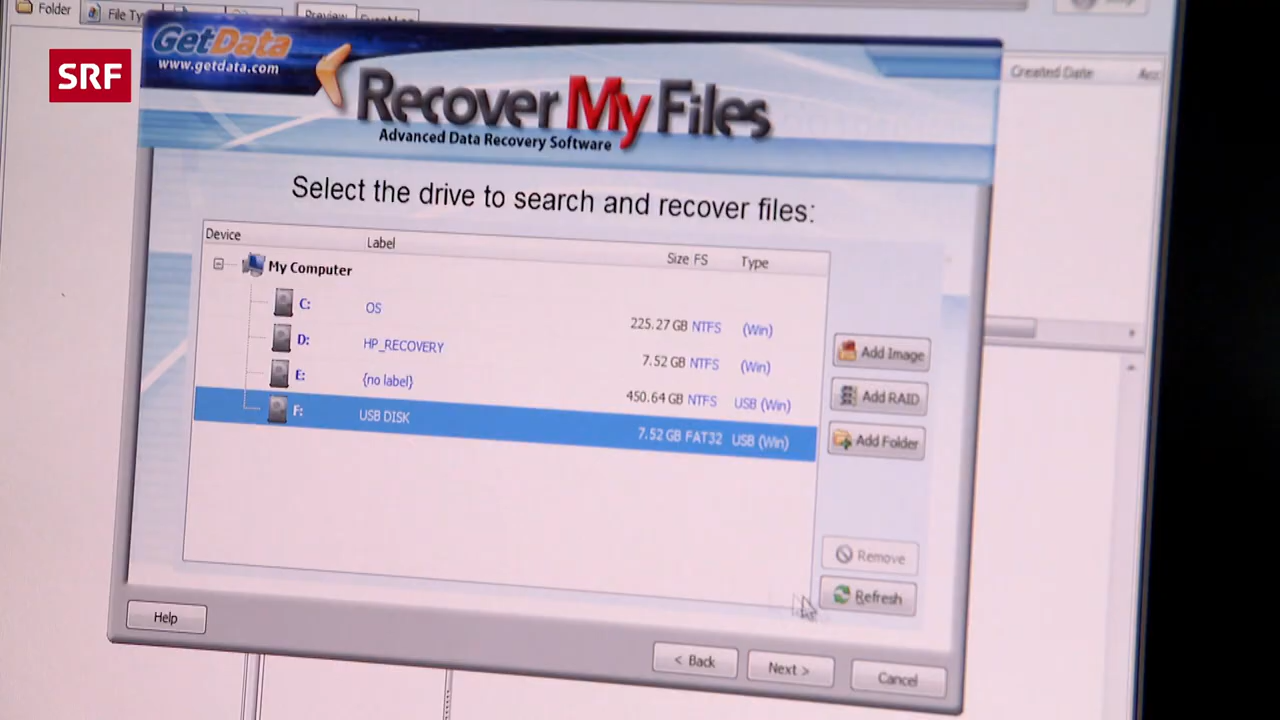 Folder
SRF
GetData
www.getdata.com
Recover My Files
Advanced Data Recovery Software
Created Date
Select the drive to search and recover files:
Device Label Size FS Type
My Computer
C: OS 225.27 GB NTFS (Win)
D: HP_RECOVERY 7.52 GB NTFS (Win)
E: {no label} 450.64 GB NTFS USB (Win)
F: USB DISK 7.52 GB FAT32 USB (Win)
Add Image
Add RAID
Add Folder
Remove
Refresh
Help
< Back
Next >
Cancel